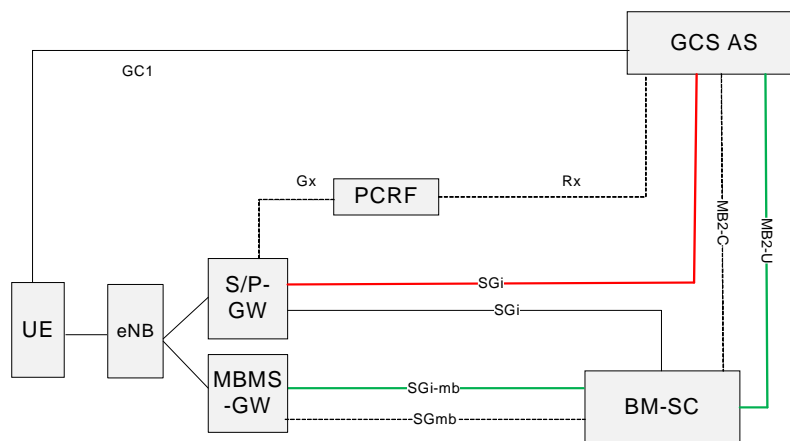 GCS AS
GC1
Gx
PCRF
Rx
MB2-C
MB2-U
S/P-
GW
SGi
SGi
UE
eNB
MBMS
-GW
SGi-mb
SGmb
BM-SC